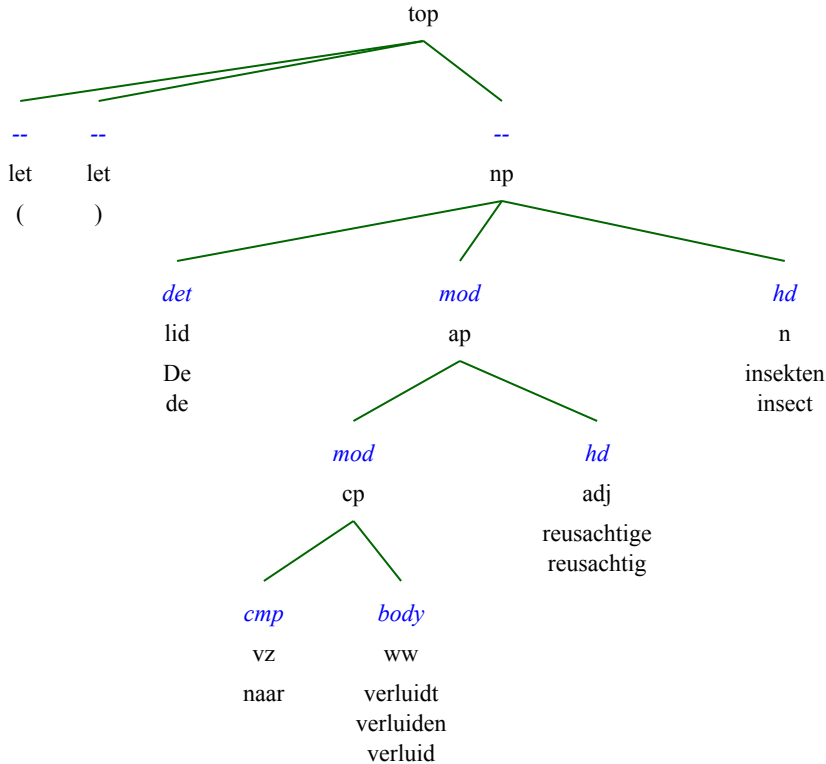 top
-- -- --
let let np
( )
det mod hd
lid ap n
De insekten
de insect
mod hd
cp adj
reusachtige
reusachtig
cmp body
vz ww
naar verluidt
verluiden
verluid